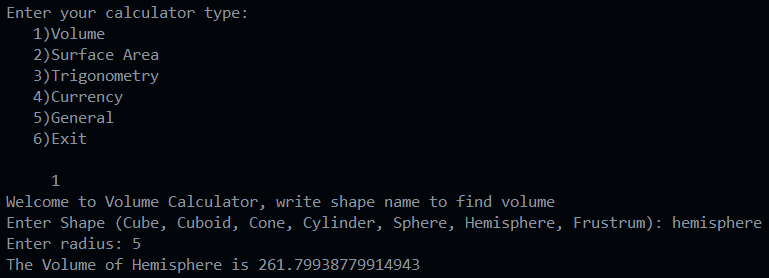 Enter your calculator type:
1)Volume
2)Surface Area
3)Trigonometry
4)Currency
5)General
6)Exit
1
Welcome to Volume Calculator, write shape name to find volume
Enter Shape (Cube, Cuboid, Cone, Cylinder, Sphere, Hemisphere, Frustrum): hemisphere
Enter radius: 5
The Volume of Hemisphere is 261.79938779914943